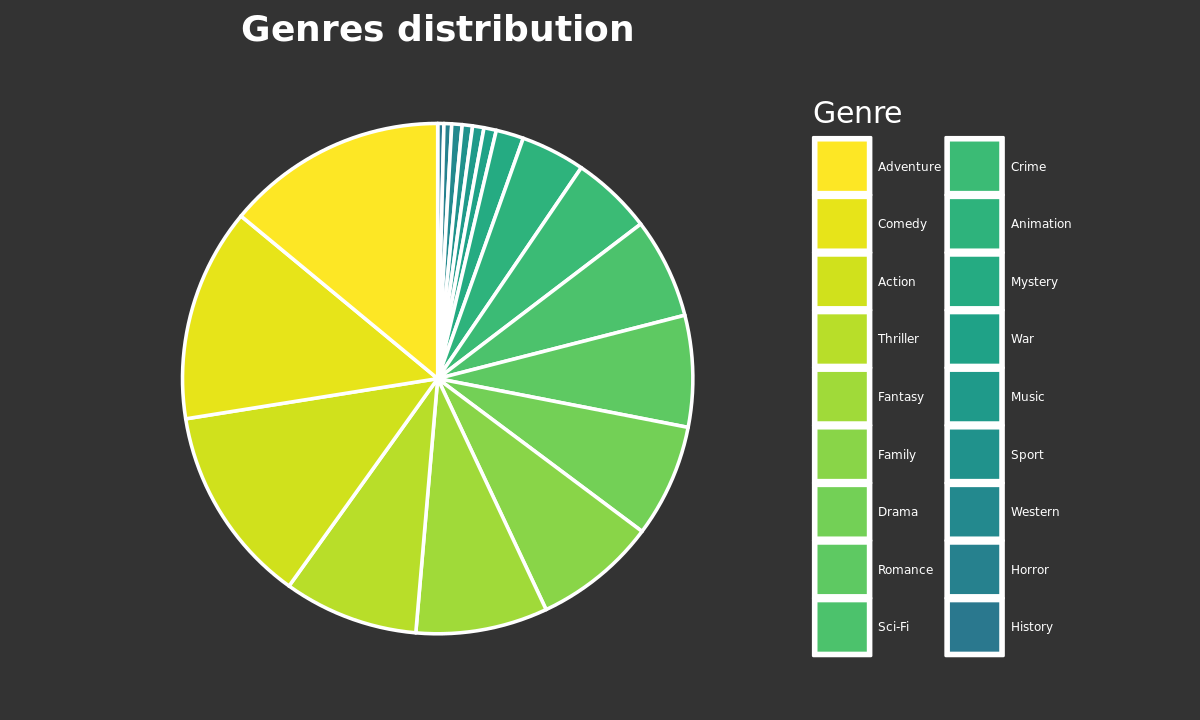 Genres distribution
Genre
Adventure
Comedy
Action
Thriller
Fantasy
Family
Drama
Romance
Sci-Fi
Crime
Animation
Mystery
War
Music
Sport
Western
Horror
History